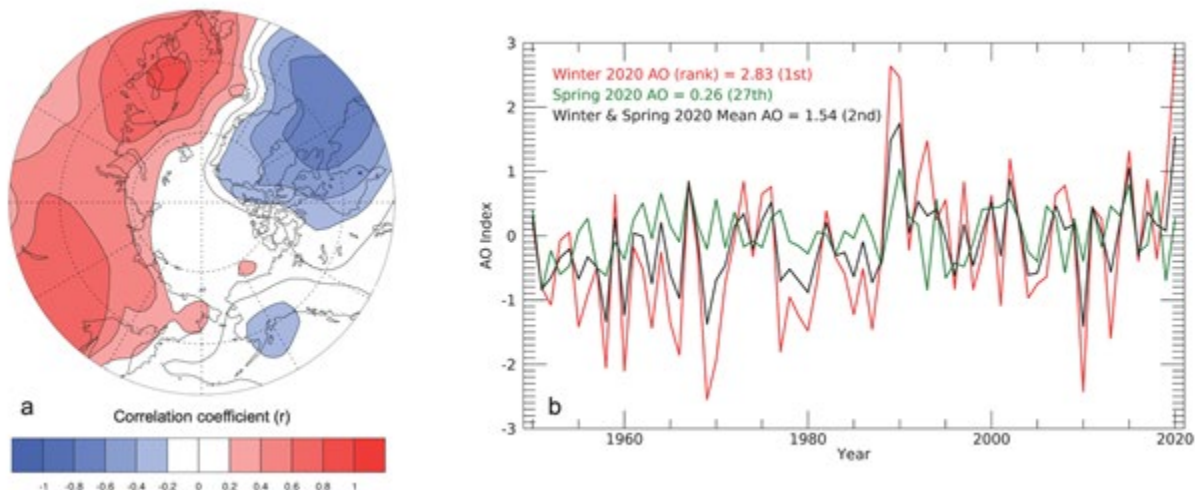 a
Correlation coefficient (r)
-1 -0.8 -0.6 -0.4 -0.2 0 0.2 0.4 0.6 0.8 1
3
2
1
0
-1
-2
-3
AO Index
Winter 2020 AO (rank) = 2.83 (1st)
Spring 2020 AO = 0.26 (27th)
Winter & Spring 2020 Mean AO = 1.54 (2nd)
b
1960 1980 2000 2020
Year